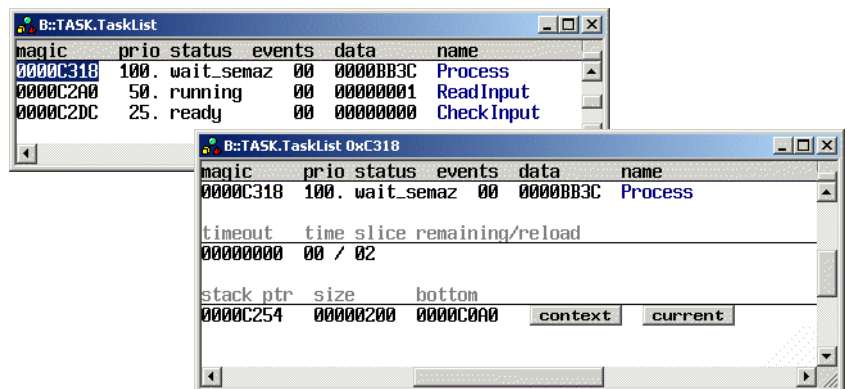 B::TASK.TaskList
magic prio status events data name
0000C318 100. wait_semaz 00 0000BB3C Process
0000C2A0 50. running 00 00000001 ReadInput
0000C2DC 25. ready 00 00000000 CheckInput
B::TASK.TaskList 0xC318
magic prio status events data name
0000C318 100. wait_semaz 00 0000BB3C Process
timeout time slice remaining/reload
00000000 00 / 02
stack ptr size bottom
0000C254 00000200 0000C0A0 context current